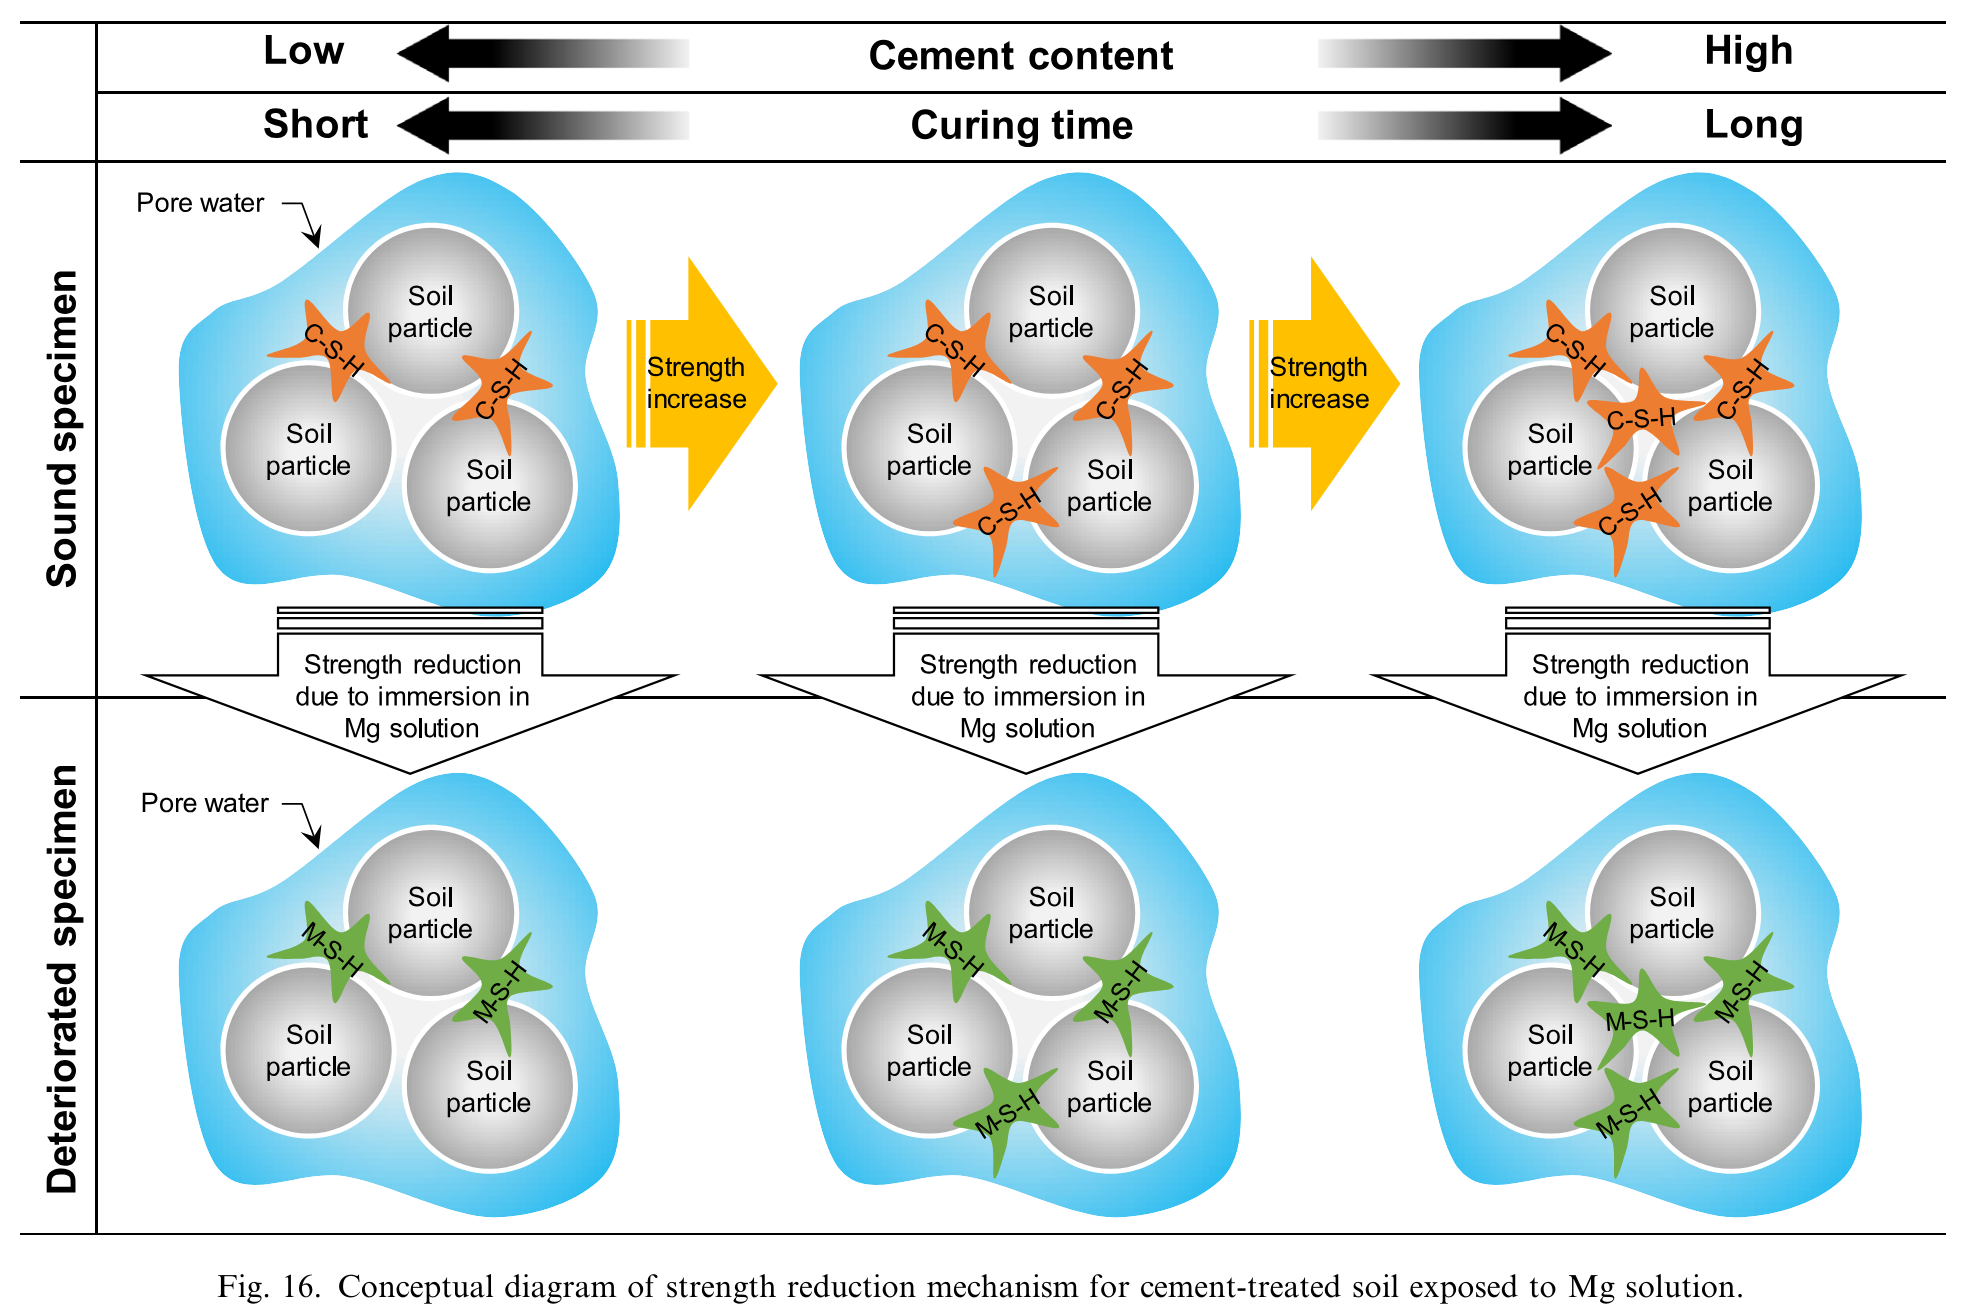 Low
Cement content
High
Short
Curing time
Long
Sound specimen
Pore water
Soil
particle
Soil
particle
Soil
particle
C-S-H
C-S-H
Strength
increase
Soil
particle
Soil
particle
Soil
particle
C-S-H
C-S-H
C-S-H
Strength
increase
Soil
particle
Soil
particle
Soil
particle
C-S-H
C-S-H
C-S-H
C-S-H
Strength reduction
due to immersion in
Mg solution
Strength reduction
due to immersion in
Mg solution
Strength reduction
due to immersion in
Mg solution
Deteriorated specimen
Pore water
Soil
particle
Soil
particle
Soil
particle
M-S-H
M-S-H
Soil
particle
Soil
particle
Soil
particle
M-S-H
M-S-H
M-S-H
Soil
particle
Soil
particle
Soil
particle
M-S-H
M-S-H
M-S-H
M-S-H
Fig. 16. Conceptual diagram of strength reduction mechanism for cement-treated soil exposed to Mg solution.